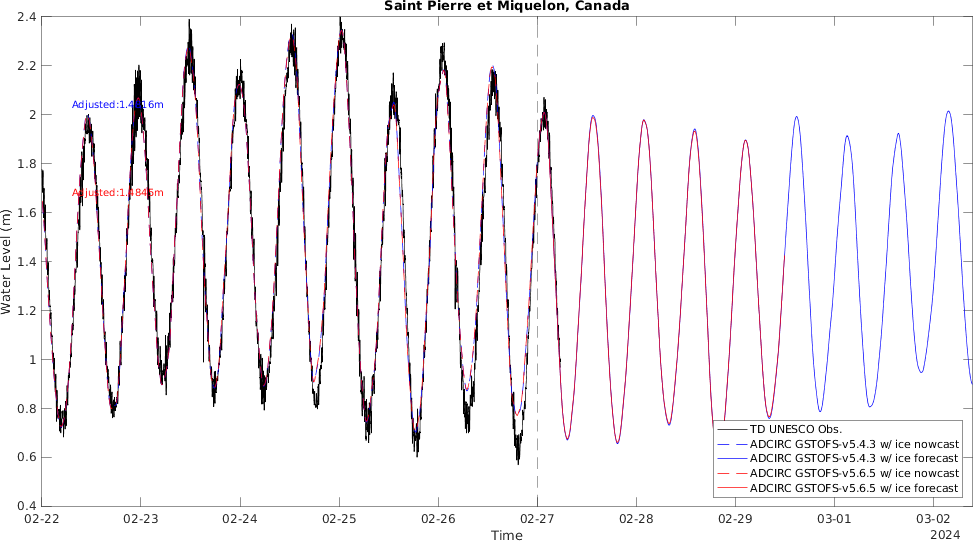 Saint Pierre et Miquelon, Canada
2.4
2.2
2
1.8
1.6
1.4
1.2
1
0.8
0.6
0.4
Water Level (m)
Adjusted:1.4816m
Adjusted:1.4846m
TD UNESCO Obs.
ADCIRC GSTOFS-v5.4.3 w/ ice nowcast
ADCIRC GSTOFS-v5.4.3 w/ ice forecast
ADCIRC GSTOFS-v5.6.5 w/ ice nowcast
ADCIRC GSTOFS-v5.6.5 w/ ice forecast
02-22 02-23 02-24 02-25 02-26 02-27 02-28 02-29 03-01 03-02
Time
2024